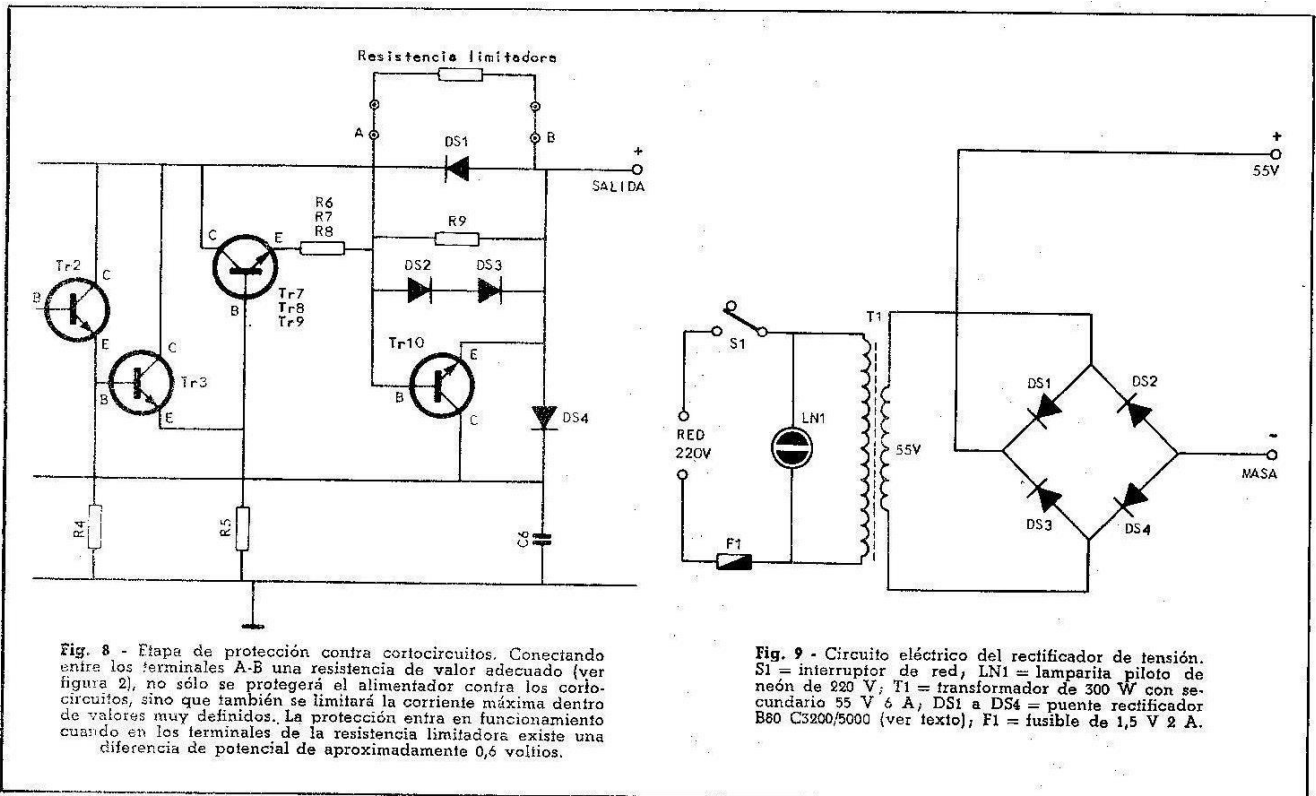 Resistencia limitadora
A
B
DS1
+
SALIDA
R6
R7
R8
R9
C
E
DS2
DS3
Tr2
C
B
Tr7
Tr8
Tr9
B
Tr10
E
E
C
B
Tr3
B
E
C
DS4
R4
R5
C6
Fig. 8 - Etapa de protección contra cortocircuitos. Conectando
entre los terminales A-B una resistencia de valor adecuado (ver
figura 2), no sólo se protegerá el alimentador contra los corto-
circuitos, sino que también se limitará la corriente máxima dentro
de valores muy definidos. La protección entra en funcionamiento
cuando en los terminales de la resistencia limitadora existe una
diferencia de potencial de aproximadamente 0,6 voltios.
+
55V
S1
T1
DS1
DS2
RED
220V
LN1
55V
-
MASA
DS3
DS4
F1
Fig. 9 - Circuito eléctrico del rectificador de tensión.
S1 = interruptor de red; LN1 = lamparita piloto de
neón de 220 V; T1 = transformador de 300 W con se-
cundario 55 V 6 A; DS1 a DS4 = puente rectificador
B80 C3200/5000 (ver texto); F1 = fusible de 1,5 V 2 A.